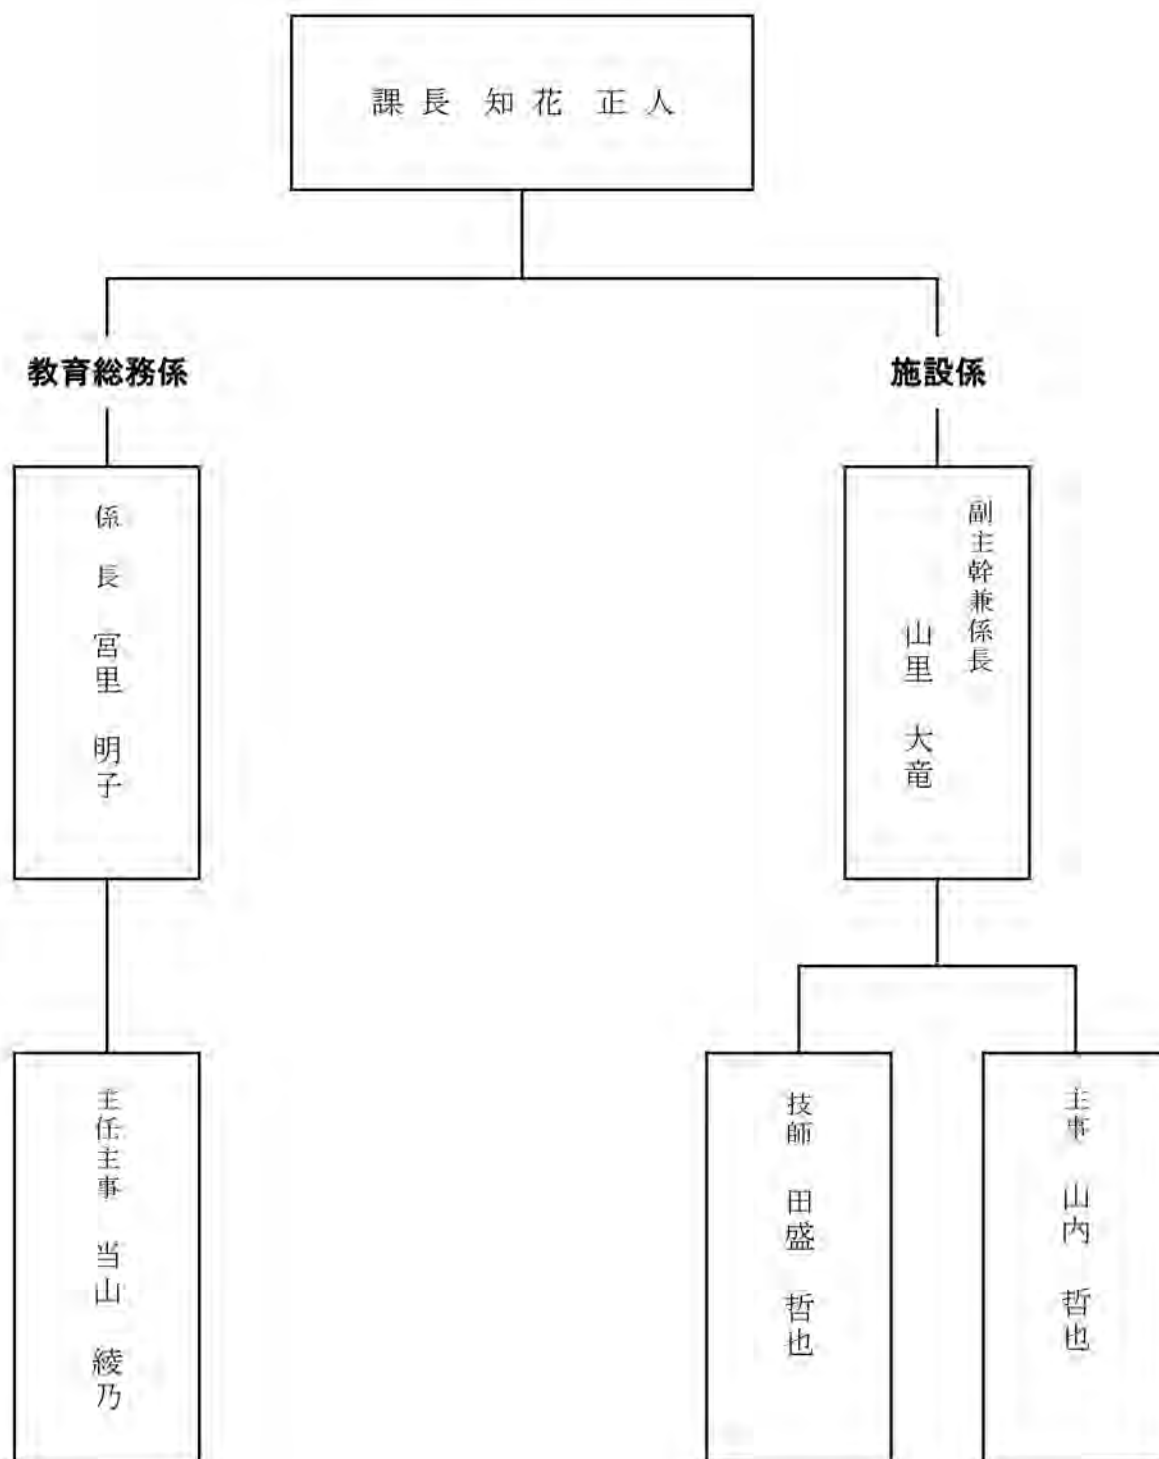 課長 知花 正人
教育総務係
施設係
係長 宮里 明子
副主幹兼係長
山里 大竜
主任主事 当山 綾乃
技師 田盛 哲也
主事 山内 哲也